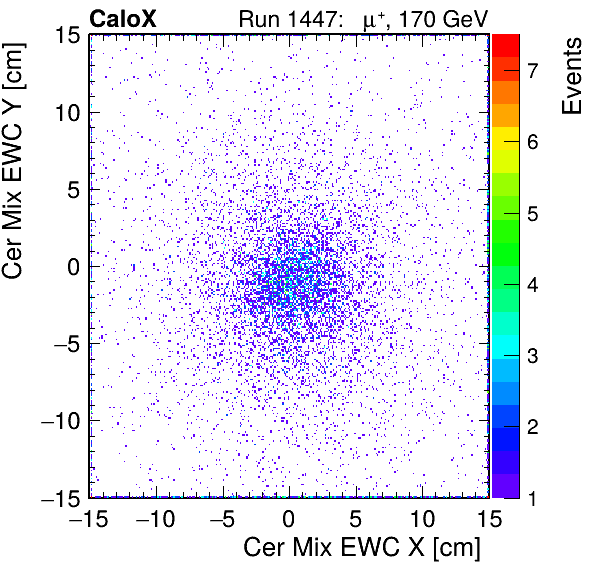 CaloX Run 1447: μ⁺, 170 GeV
Events
Cer Mix EWC Y [cm]
15
10
5
0
−5
−10
−15
7
6
5
4
3
2
1
−15 −10 −5 0 5 10 15
Cer Mix EWC X [cm]